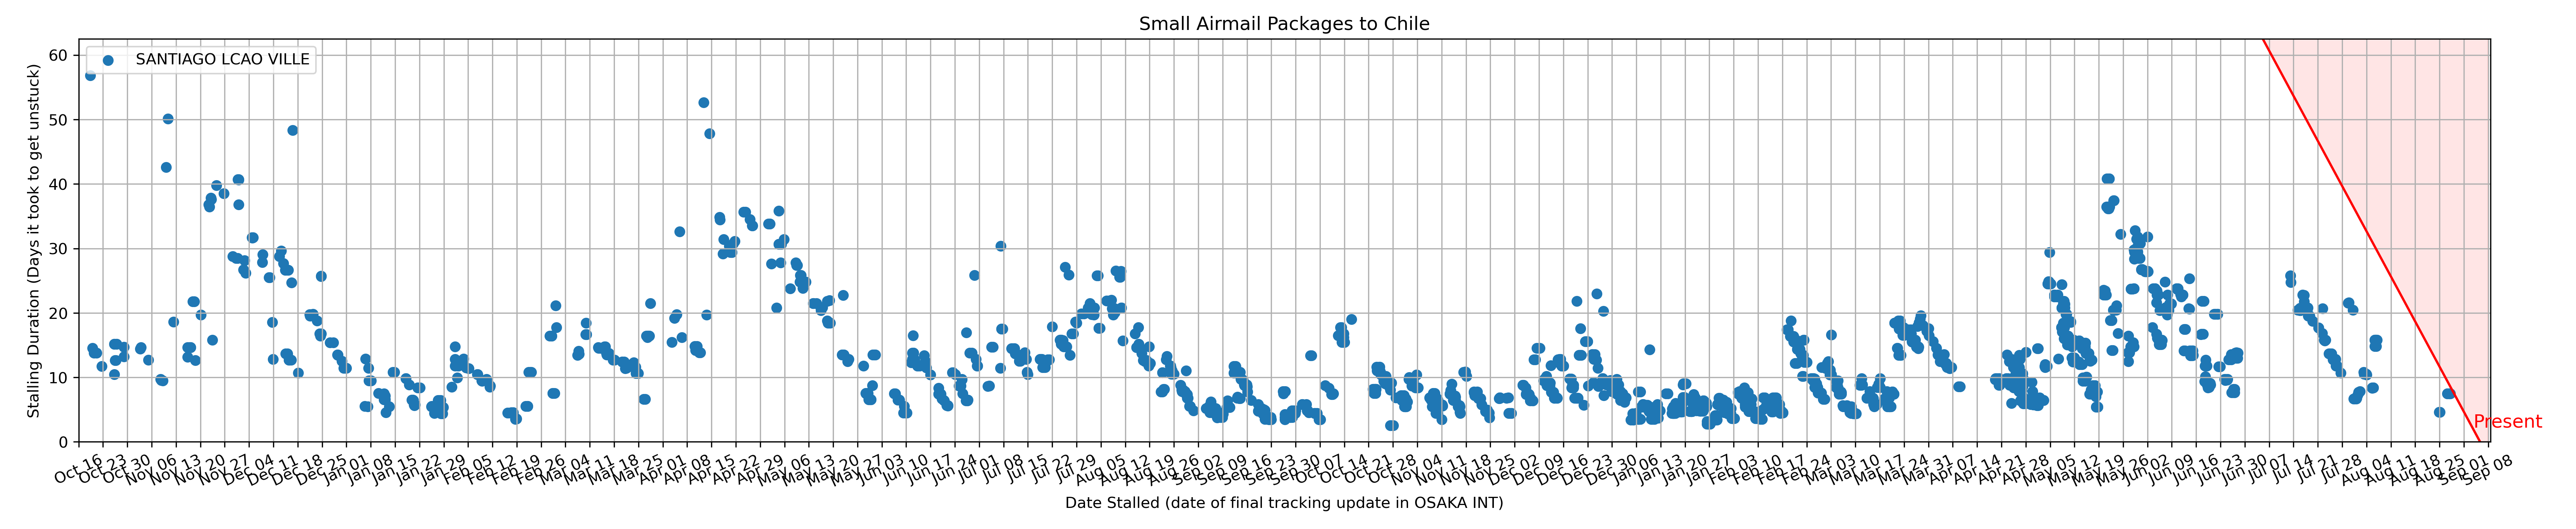 Small Airmail Packages to Chile
SANTIAGO LCAO VILLE
Stalling Duration (Days it took to get unstuck)
60
50
40
30
20
10
0
Present
Oct 16
Oct 23
Oct 30
Nov 06
Nov 13
Nov 20
Nov 27
Dec 04
Dec 11
Dec 18
Dec 25
Jan 01
Jan 08
Jan 15
Jan 22
Jan 29
Feb 05
Feb 12
Feb 19
Feb 26
Mar 04
Mar 11
Mar 18
Mar 25
Apr 01
Apr 08
Apr 15
Apr 22
Apr 29
May 06
May 13
May 20
May 27
Jun 03
Jun 10
Jun 17
Jun 24
Jul 01
Jul 08
Jul 15
Jul 22
Jul 29
Aug 05
Aug 12
Aug 19
Aug 26
Sep 02
Sep 09
Sep 16
Sep 23
Sep 30
Oct 07
Oct 14
Oct 21
Oct 28
Nov 04
Nov 11
Nov 18
Nov 25
Dec 02
Dec 09
Dec 16
Dec 23
Dec 30
Jan 06
Jan 13
Jan 20
Jan 27
Feb 03
Feb 10
Feb 17
Feb 24
Mar 03
Mar 10
Mar 17
Mar 24
Mar 31
Apr 07
Apr 14
Apr 21
Apr 28
May 05
May 12
May 19
May 26
Jun 02
Jun 09
Jun 16
Jun 23
Jun 30
Jul 07
Jul 14
Jul 21
Jul 28
Aug 04
Aug 11
Aug 18
Aug 25
Sep 01
Sep 08
Date Stalled (date of final tracking update in OSAKA INT)